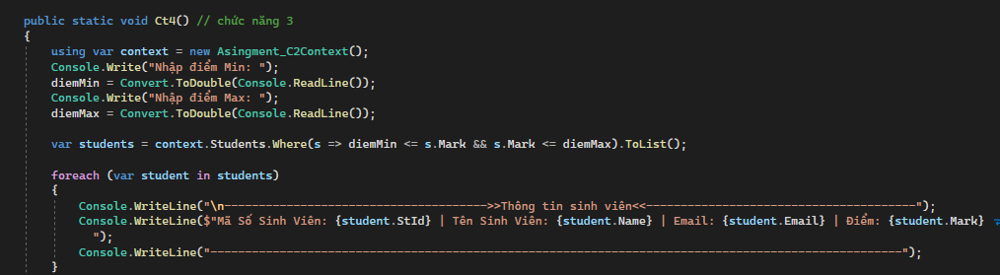 public static void Ct4() // chức năng 3
{
using var context = new Asingment_C2Context();
Console.Write("Nhập điểm Min: ");
diemMin = Convert.ToDouble(Console.ReadLine());
Console.Write("Nhập điểm Max: ");
diemMax = Convert.ToDouble(Console.ReadLine());
var students = context.Students.Where(s => diemMin <= s.Mark && s.Mark <= diemMax).ToList();
foreach (var student in students)
{
Console.WriteLine("\n--------------------------------------->>Thông tin sinh viên<<----------------------------------------");
Console.WriteLine($"Mã Số Sinh Viên: {student.StId} | Tên Sinh Viên: {student.Name} | Email: {student.Email} | Điểm: {student.Mark}
");
Console.WriteLine("------------------------------------------------------------------------------------------------------");
}